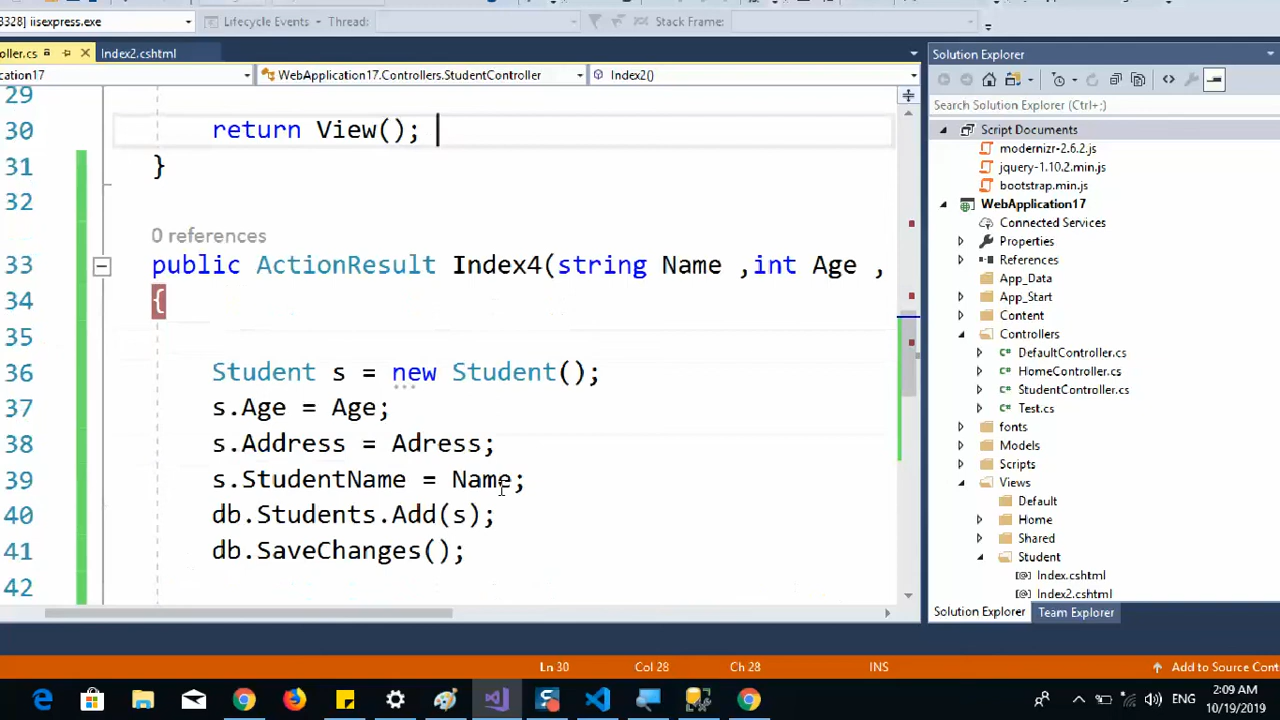 3328] iisexpress.exe
Lifecycle Events
Thread:
Stack Frame:
oller.cs
Index2.cshtml
ation17
WebApplication17.Controllers.StudentController
Index2()
29
30 return View();
31 }
32
0 references
33 public ActionResult Index4(string Name ,int Age ,
34 {
35
36 Student s = new Student();
37 s.Age = Age;
38 s.Address = Adress;
39 s.StudentName = Name;
40 db.Students.Add(s);
41 db.SaveChanges();
42
Solution Explorer
Search Solution Explorer (Ctrl+;)
Script Documents
modernizr-2.6.2.js
jquery-1.10.2.min.js
bootstrap.min.js
WebApplication17
Connected Services
Properties
References
App_Data
App_Start
Content
Controllers
DefaultController.cs
HomeController.cs
StudentController.cs
Test.cs
fonts
Models
Scripts
Views
Default
Home
Shared
Student
Index.cshtml
Index2.cshtml
Solution Explorer Team Explorer
Ln 30 Col 28 Ch 28 INS Add to Source Cont
ENG
2:09 AM
10/19/2019